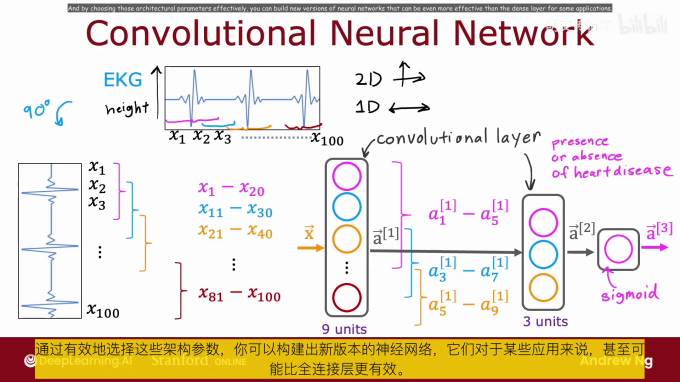 And by choosing those architectural parameters effectively, you can build new versions of neural networks that can be even more effective than the dense layer for some applications.
bilibili
Convolutional Neural Network
EKG
height
90°
2D
1D
x₁ x₂ x₃ x₁₀₀
convolutional layer
presence
or absence
of heart disease
x₁
x₂
x₃
⋮
x₁₀₀
x₁ − x₂₀
x₁₁ − x₃₀
x₂₁ − x₄₀
⋮
x₈₁ − x₁₀₀
x⃗
⋮
9 units
a⃗^[1]
a₁^[1] − a₅^[1]
a₃^[1] − a₇^[1]
a₅^[1] − a₉^[1]
3 units
a⃗^[2]
a⃗^[3]
sigmoid
DeepLearning.AI Stanford ONLINE Andrew Ng
通过有效地选择这些架构参数，你可以构建出新版本的神经网络，它们对于某些应用来说，甚至可
能比全连接层更有效。